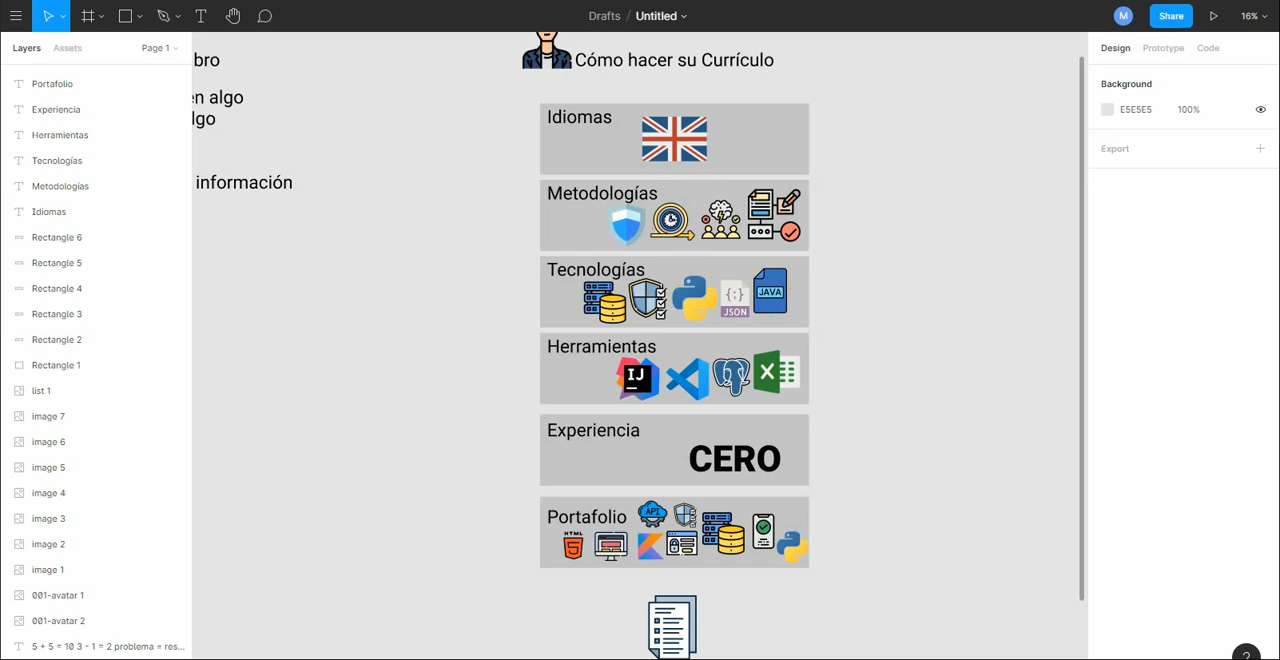 Drafts / Untitled
M
Share
16%
Layers
Assets
Page 1
Design
Prototype
Code
Portafolio
Experiencia
Herramientas
Tecnologías
Metodologías
Idiomas
Rectangle 6
Rectangle 5
Rectangle 4
Rectangle 3
Rectangle 2
Rectangle 1
list 1
image 7
image 6
image 5
image 4
image 3
image 2
image 1
001-avatar 1
001-avatar 2
5 + 5 = 10 3 - 1 = 2 problema = res...
bro
en algo
lgo
información
Cómo hacer su Currículo
Idiomas
Metodologías
Tecnologías
{;}
JSON
JAVA
Herramientas
IJ
X
Experiencia
CERO
Portafolio
API
HTML
5
Background
E5E5E5
100%
Export
?